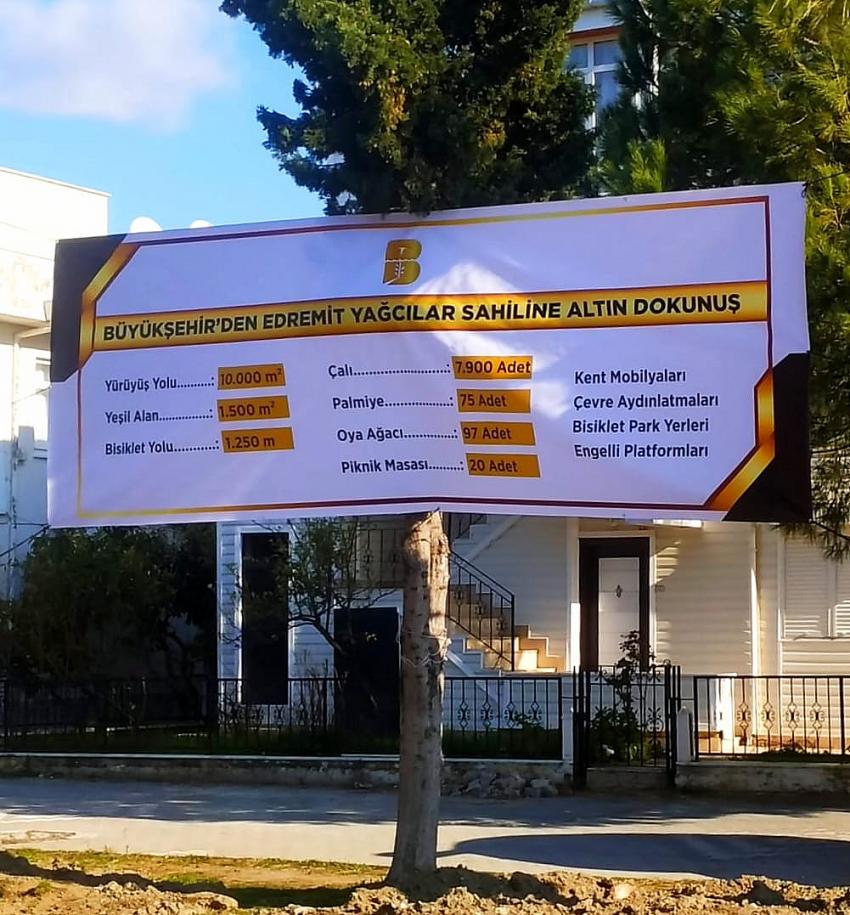 B
BÜYÜKŞEHİR'DEN EDREMİT YAĞCILAR SAHİLİNE ALTIN DOKUNUŞ
Yürüyüş Yolu........: 10.000 m²
Yeşil Alan............: 1.500 m²
Bisiklet Yolu.........: 1.250 m
Çalı......................: 7.900 Adet
Palmiye................: 75 Adet
Oya Ağacı............: 97 Adet
Piknik Masası.......: 20 Adet
Kent Mobilyaları
Çevre Aydınlatmaları
Bisiklet Park Yerleri
Engelli Platformları